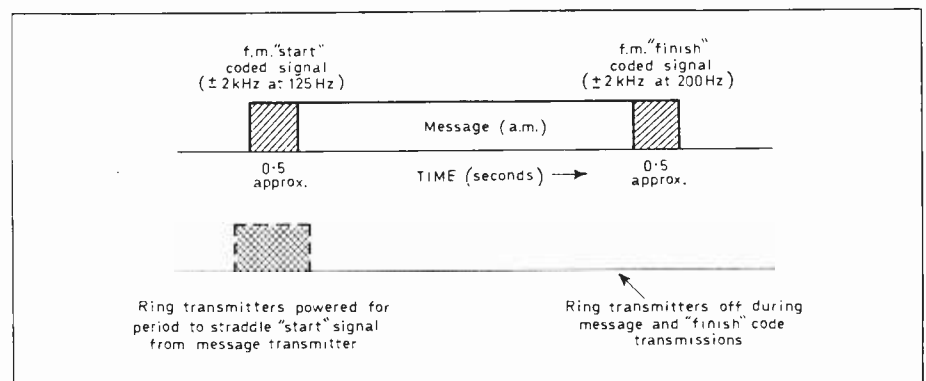 f.m."start"
coded signal
(± 2kHz at 125Hz)
f.m."finish"
coded signal
(±2kHz at 200Hz)
Message (a.m.)
0·5
approx.
TIME (seconds) →
0·5
approx.
Ring transmitters powered for
period to straddle "start" signal
from message transmitter
Ring transmitters off during
message and "finish" code
transmissions